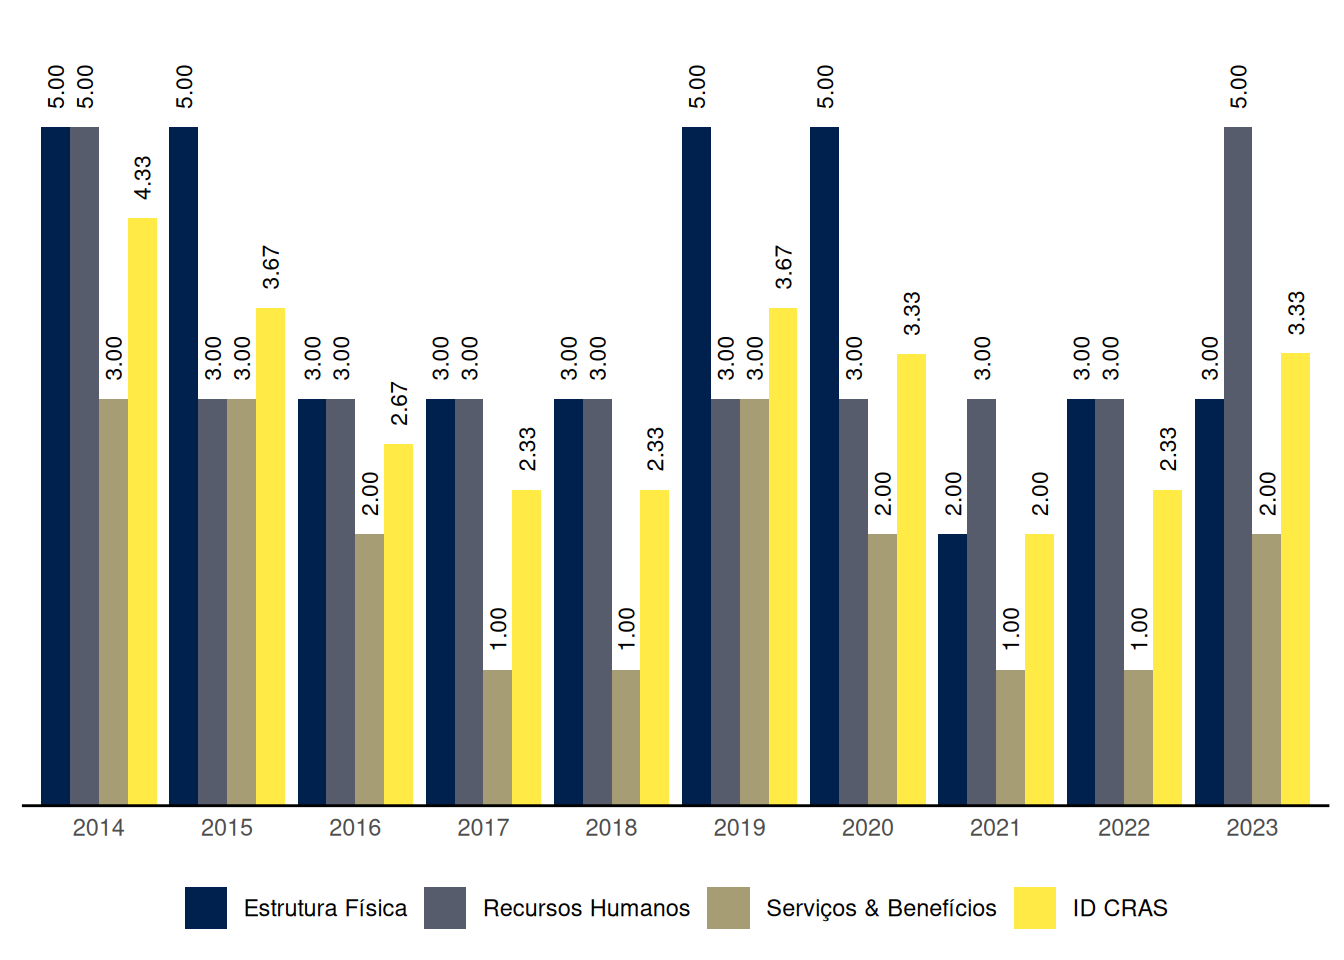 5.00 5.00 3.00 4.33
5.00 3.00 3.00 3.67
3.00 3.00 2.00 2.67
3.00 3.00 1.00 2.33
3.00 3.00 1.00 2.33
5.00 3.00 3.00 3.67
5.00 3.00 2.00 3.33
2.00 3.00 1.00 2.00
3.00 3.00 1.00 2.33
3.00 5.00 2.00 3.33
2014 2015 2016 2017 2018 2019 2020 2021 2022 2023
Estrutura Física Recursos Humanos Serviços & Benefícios ID CRAS